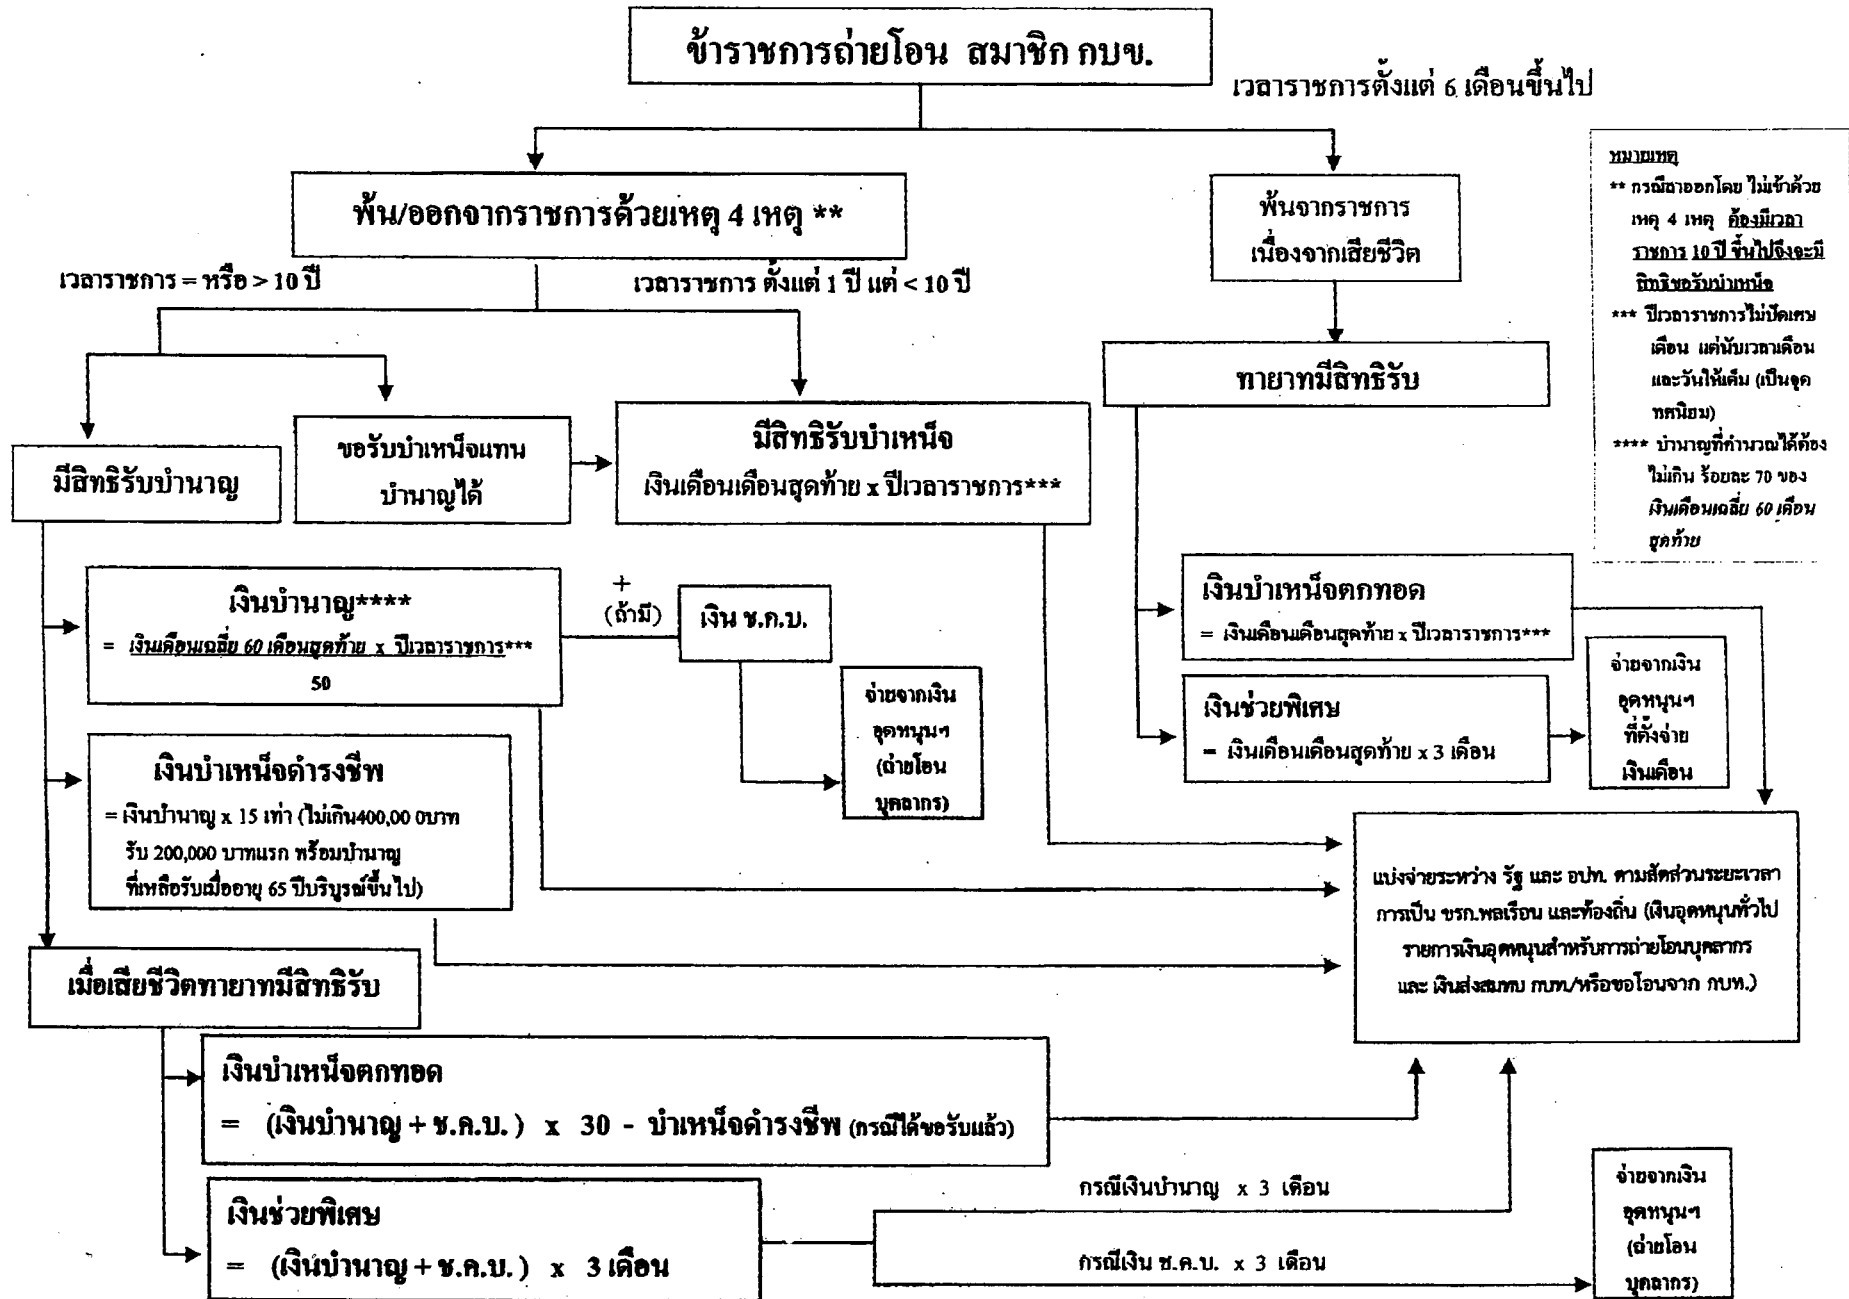 ข้าราชการถ่ายโอน สมาชิก กบข.
เวลาราชการตั้งแต่ 6 เดือนขึ้นไป
พ้น/ออกจากราชการด้วยเหตุ 4 เหตุ **
พ้นจากราชการ
เนื่องจากเสียชีวิต
หมายเหตุ
** กรณีลาออกโดย ไม่เข้าด้วย
เหตุ 4 เหตุ ต้องมีเวลา
ราชการ 10 ปี ขึ้นไปจึงจะมี
สิทธิขอรับบำเหน็จ
*** ปีเวลาราชการไม่ปัดเศษ
เดือน แต่นับเวลาเดือน
และวันให้เต็ม (เป็นจุด
ทศนิยม)
**** บำนาญที่คำนวณได้ต้อง
ไม่เกิน ร้อยละ 70 ของ
เงินเดือนเฉลี่ย 60 เดือน
สุดท้าย
เวลาราชการ = หรือ > 10 ปี
เวลาราชการ ตั้งแต่ 1 ปี แต่ < 10 ปี
ทายาทมีสิทธิรับ
มีสิทธิรับบำนาญ
ขอรับบำเหน็จแทน
บำนาญได้
มีสิทธิรับบำเหน็จ
เงินเดือนเดือนสุดท้าย x ปีเวลาราชการ***
เงินบำนาญ****
= เงินเดือนเฉลี่ย 60 เดือนสุดท้าย x ปีเวลาราชการ***
50
+
(ถ้ามี)
เงิน ช.ค.บ.
จ่ายจากเงิน
อุดหนุนฯ
(ถ่ายโอน
บุคลากร)
เงินบำเหน็จตกทอด
= เงินเดือนเดือนสุดท้าย x ปีเวลาราชการ***
เงินช่วยพิเศษ
= เงินเดือนเดือนสุดท้าย x 3 เดือน
จ่ายจากเงิน
อุดหนุนฯ
ที่ตั้งจ่าย
เงินเดือน
เงินบำเหน็จดำรงชีพ
= เงินบำนาญ x 15 เท่า (ไม่เกิน400,00 0บาท
รับ 200,000 บาทแรก พร้อมบำนาญ
ที่เหลือรับเมื่ออายุ 65 ปีบริบูรณ์ขึ้นไป)
แบ่งจ่ายระหว่าง รัฐ และ อปท. ตามสัดส่วนระยะเวลา
การเป็น ขรก.พลเรือน และท้องถิ่น (เงินอุดหนุนทั่วไป
รายการเงินอุดหนุนสำหรับการถ่ายโอนบุคลากร
และ เงินส่งสมทบ กบท./หรือขอโอนจาก กบท.)
เมื่อเสียชีวิตทายาทมีสิทธิรับ
เงินบำเหน็จตกทอด
= (เงินบำนาญ + ช.ค.บ. ) x 30 - บำเหน็จดำรงชีพ (กรณีได้ขอรับแล้ว)
เงินช่วยพิเศษ
= (เงินบำนาญ + ช.ค.บ. ) x 3 เดือน
กรณีเงินบำนาญ x 3 เดือน
กรณีเงิน ช.ค.บ. x 3 เดือน
จ่ายจากเงิน
อุดหนุนฯ
(ถ่ายโอน
บุคลากร)